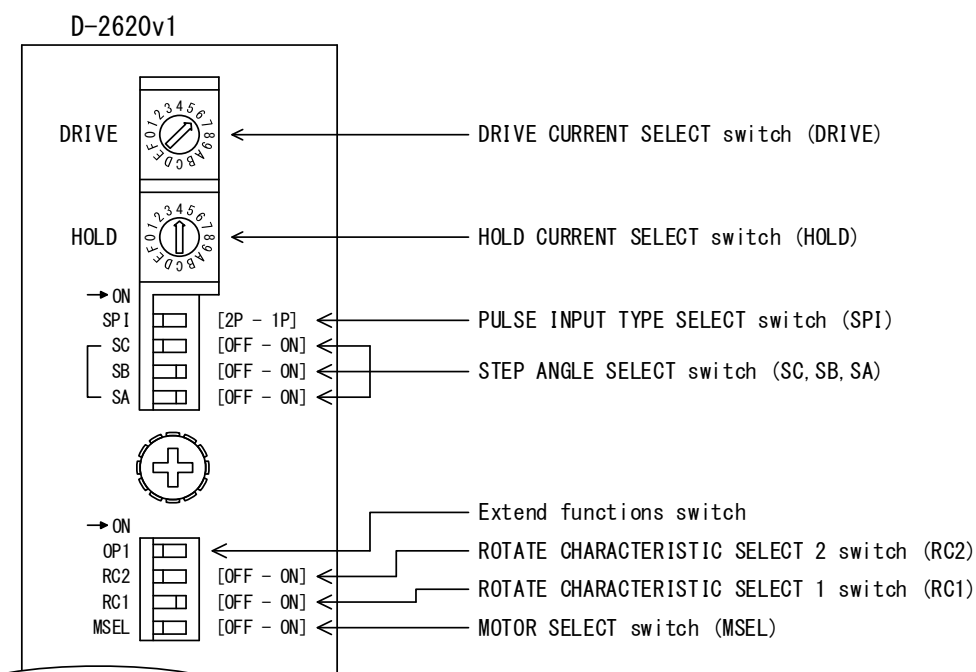 D-2620v1
DRIVE
0123456789ABCDEF
DRIVE CURRENT SELECT switch (DRIVE)
HOLD
0123456789ABCDEF
HOLD CURRENT SELECT switch (HOLD)
→ ON
SPI [2P - 1P] PULSE INPUT TYPE SELECT switch (SPI)
SC [OFF - ON]
SB [OFF - ON] STEP ANGLE SELECT switch (SC,SB,SA)
SA [OFF - ON]
→ ON
Extend functions switch
OP1
RC2 [OFF - ON] ROTATE CHARACTERISTIC SELECT 2 switch (RC2)
RC1 [OFF - ON] ROTATE CHARACTERISTIC SELECT 1 switch (RC1)
MSEL [OFF - ON] MOTOR SELECT switch (MSEL)